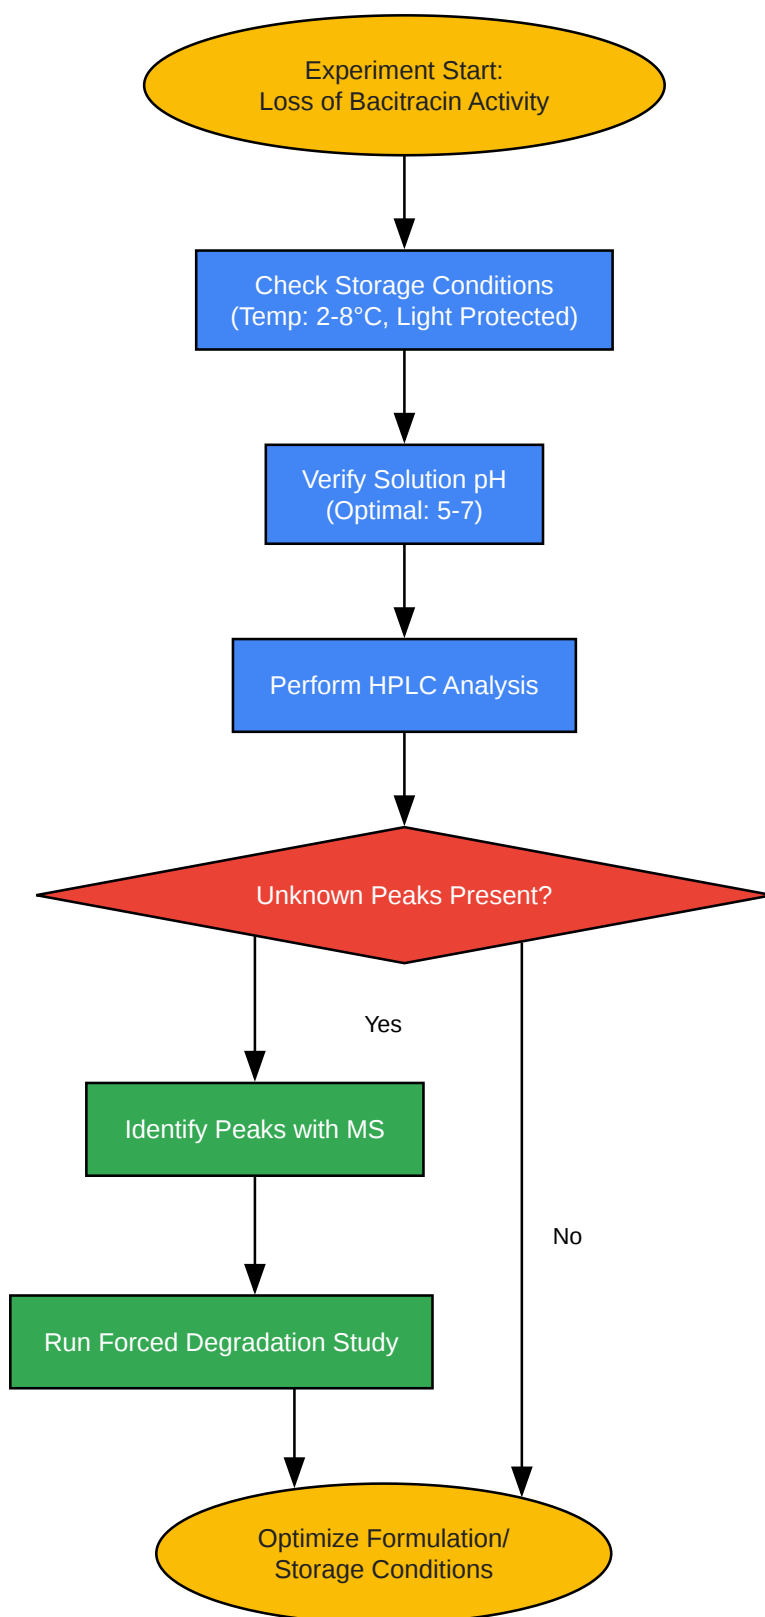 Experiment Start:
Loss of Bacitracin Activity
Check Storage Conditions
(Temp: 2-8°C, Light Protected)
Verify Solution pH
(Optimal: 5-7)
Perform HPLC Analysis
Unknown Peaks Present?
Yes
Identify Peaks with MS
No
Run Forced Degradation Study
Optimize Formulation/
Storage Conditions